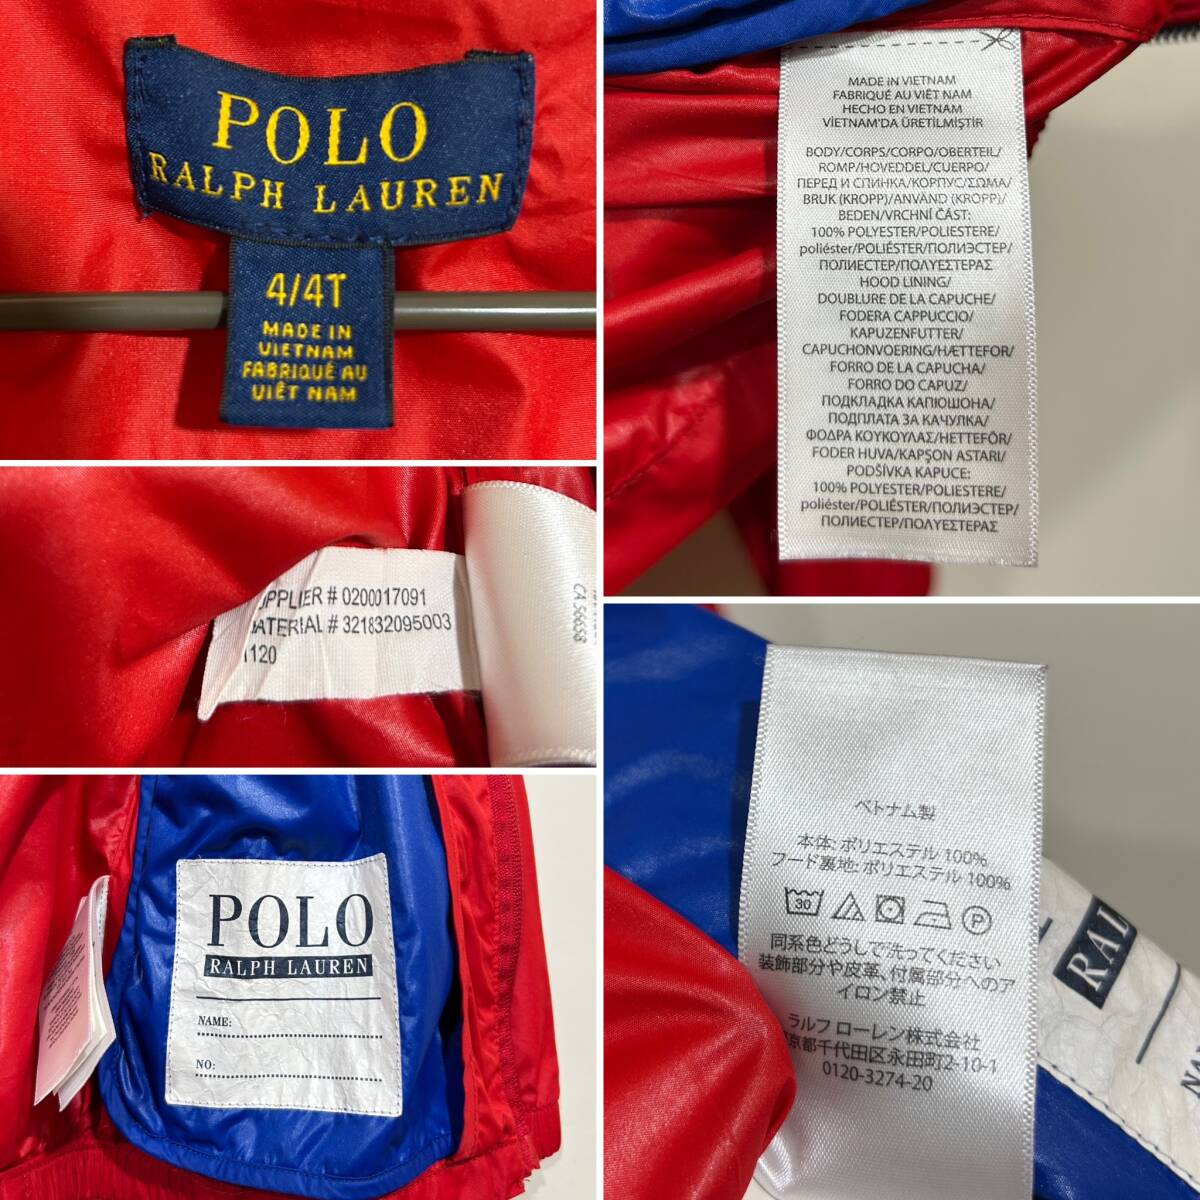 POLO
RALPH LAUREN
4/4T
MADE IN
VIETNAM
FABRIQUÉ AU
VIÊT NAM
MADE IN VIETNAM
FABRIQUÉ AU VIÊT NAM
HECHO EN VIETNAM
VİETNAM'DA ÜRETİLMİŞTİR
BODY/CORPS/CORPO/OBERTEIL/
ROMP/HOVEDDEL/CUERPO/
ПЕРЕД И СПИНКА/КОРПУС/ΣΩΜΑ/
BRUK (KROPP)/ANVÄND (KROPP)/
BEDEN/VRCHNÍ ČÁST:
100% POLYESTER/POLIESTERE/
poliéster/POLIÉSTER/ПОЛИЭСТЕР/
ПОЛИЕСТЕР/ΠΟΛΥΕΣΤΕΡΑΣ
HOOD LINING/
DOUBLURE DE LA CAPUCHE/
FODERA CAPPUCCIO/
KAPUZENFUTTER/
CAPUCHONVOERING/HÆTTEFOR/
FORRO DE LA CAPUCHA/
FORRO DO CAPUZ/
ПОДКЛАДКА КАПЮШОНА/
ПОДПЛАТА ЗА КАЧУЛКА/
ΦΟΔΡΑ ΚΟΥΚΟΥΛΑΣ/HETTEFÔR/
FODER HUVA/KAPŞON ASTARI/
PODŠÍVKA KAPUCE:
100% POLYESTER/POLIESTERE/
poliéster/POLIÉSTER/ПОЛИЭСТЕР/
ПОЛИЕСТЕР/ΠΟΛΥΕΣΤΕΡΑΣ
UPPLIER # 0200017091
MATERIAL # 321832095003
1120
CA 56658
POLO
RALPH LAUREN
NAME:
NO:
ベトナム製
本体: ポリエステル 100%
フード裏地: ポリエステル 100%
30
P
同系色どうしで洗ってください
装飾部分や皮革、付属部分へのア
イロン禁止
ラルフ ローレン株式会社
京都千代田区永田町2-10-1
0120-3274-20
RAL